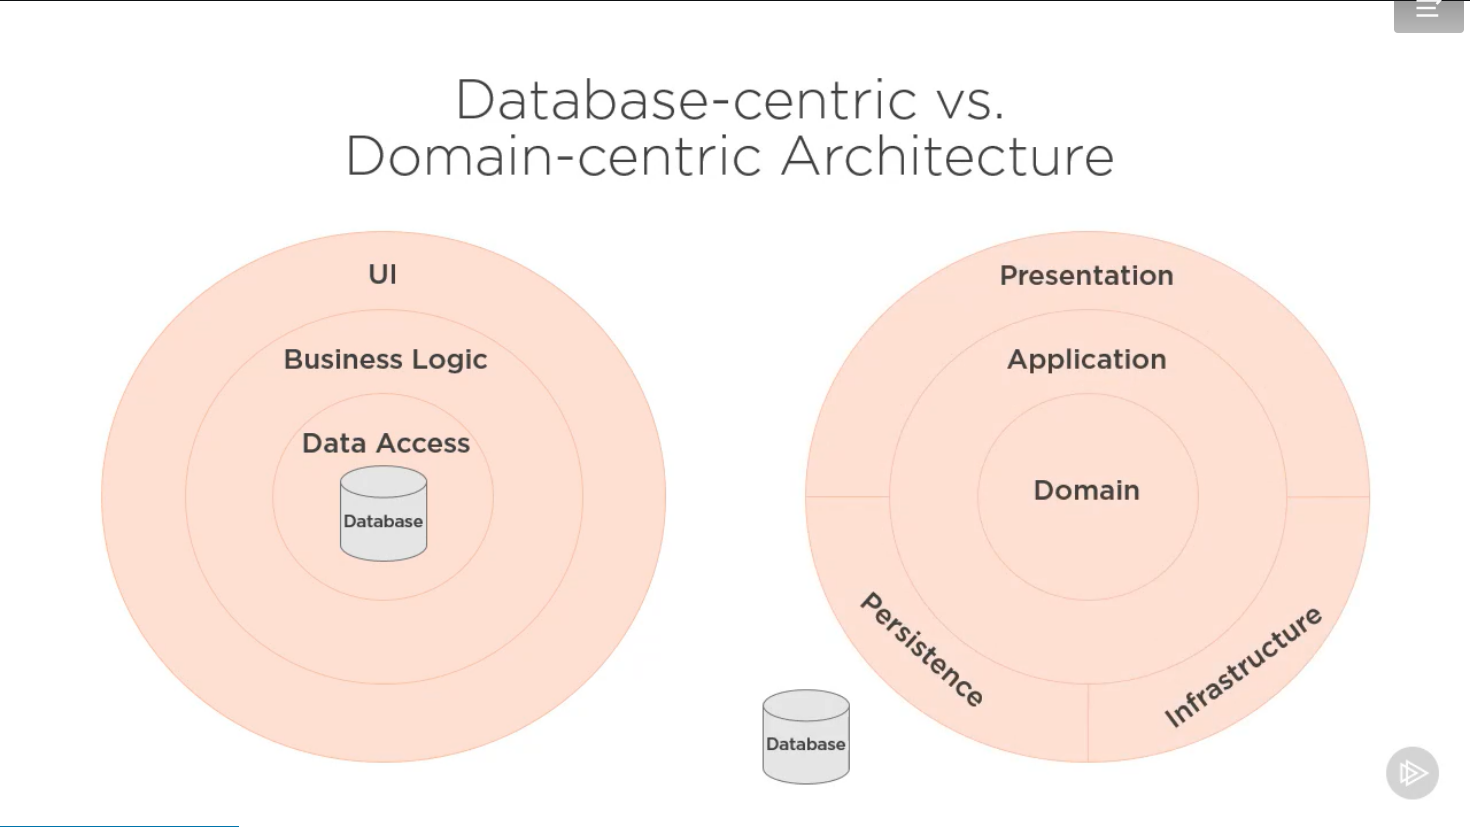 Database-centric vs.
Domain-centric Architecture
UI
Business Logic
Data Access
Database
Presentation
Application
Domain
Persistence
Infrastructure
Database